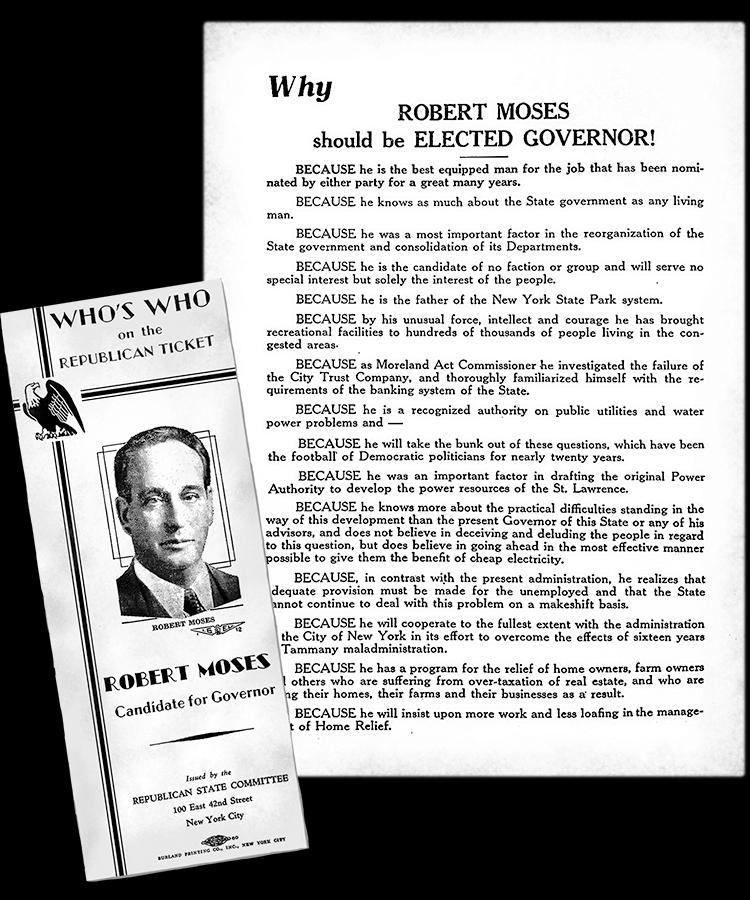 Why
ROBERT MOSES
should be ELECTED GOVERNOR!
BECAUSE he is the best equipped man for the job that has been nomi-
nated by either party for a great many years.
BECAUSE he knows as much about the State government as any living
man.
BECAUSE he was a most important factor in the reorganization of the
State government and consolidation of its Departments.
BECAUSE he is the candidate of no faction or group and will serve no
special interest but solely the interest of the people.
BECAUSE he is the father of the New York State Park system.
BECAUSE by his unusual force, intellect and courage he has brought
recreational facilities to hundreds of thousands of people living in the con-
gested areas.
BECAUSE as Moreland Act Commissioner he investigated the failure of
the City Trust Company, and thoroughly familiarized himself with the re-
quirements of the banking system of the State.
BECAUSE he is a recognized authority on public utilities and water
power problems and —
BECAUSE he will take the bunk out of these questions, which have been
the football of Democratic politicians for nearly twenty years.
BECAUSE he was an important factor in drafting the original Power
Authority to develop the power resources of the St. Lawrence.
BECAUSE he knows more about the practical difficulties standing in the
way of this development than the present Governor of this State or any of his
advisors, and does not believe in deceiving and deluding the people in regard
to this question, but does believe in going ahead in the most effective manner
possible to give them the benefit of cheap electricity.
BECAUSE, in contrast with the present administration, he realizes that
dequate provision must be made for the unemployed and that the State
nnot continue to deal with this problem on a makeshift basis.
BECAUSE he will cooperate to the fullest extent with the administration
the City of New York in its effort to overcome the effects of sixteen years
Tammany maladministration.
BECAUSE he has a program for the relief of home owners, farm owners
others who are suffering from over-taxation of real estate, and who are
ng their homes, their farms and their businesses as a result.
BECAUSE he will insist upon more work and less loafing in the manage-
t of Home Relief.
WHO'S WHO
on the
REPUBLICAN TICKET
ROBERT MOSES
ROBERT MOSES
Candidate for Governor
Issued by the
REPUBLICAN STATE COMMITTEE
100 East 42nd Street
New York City
60
BURLAND PRINTING CO., INC., NEW YORK CITY